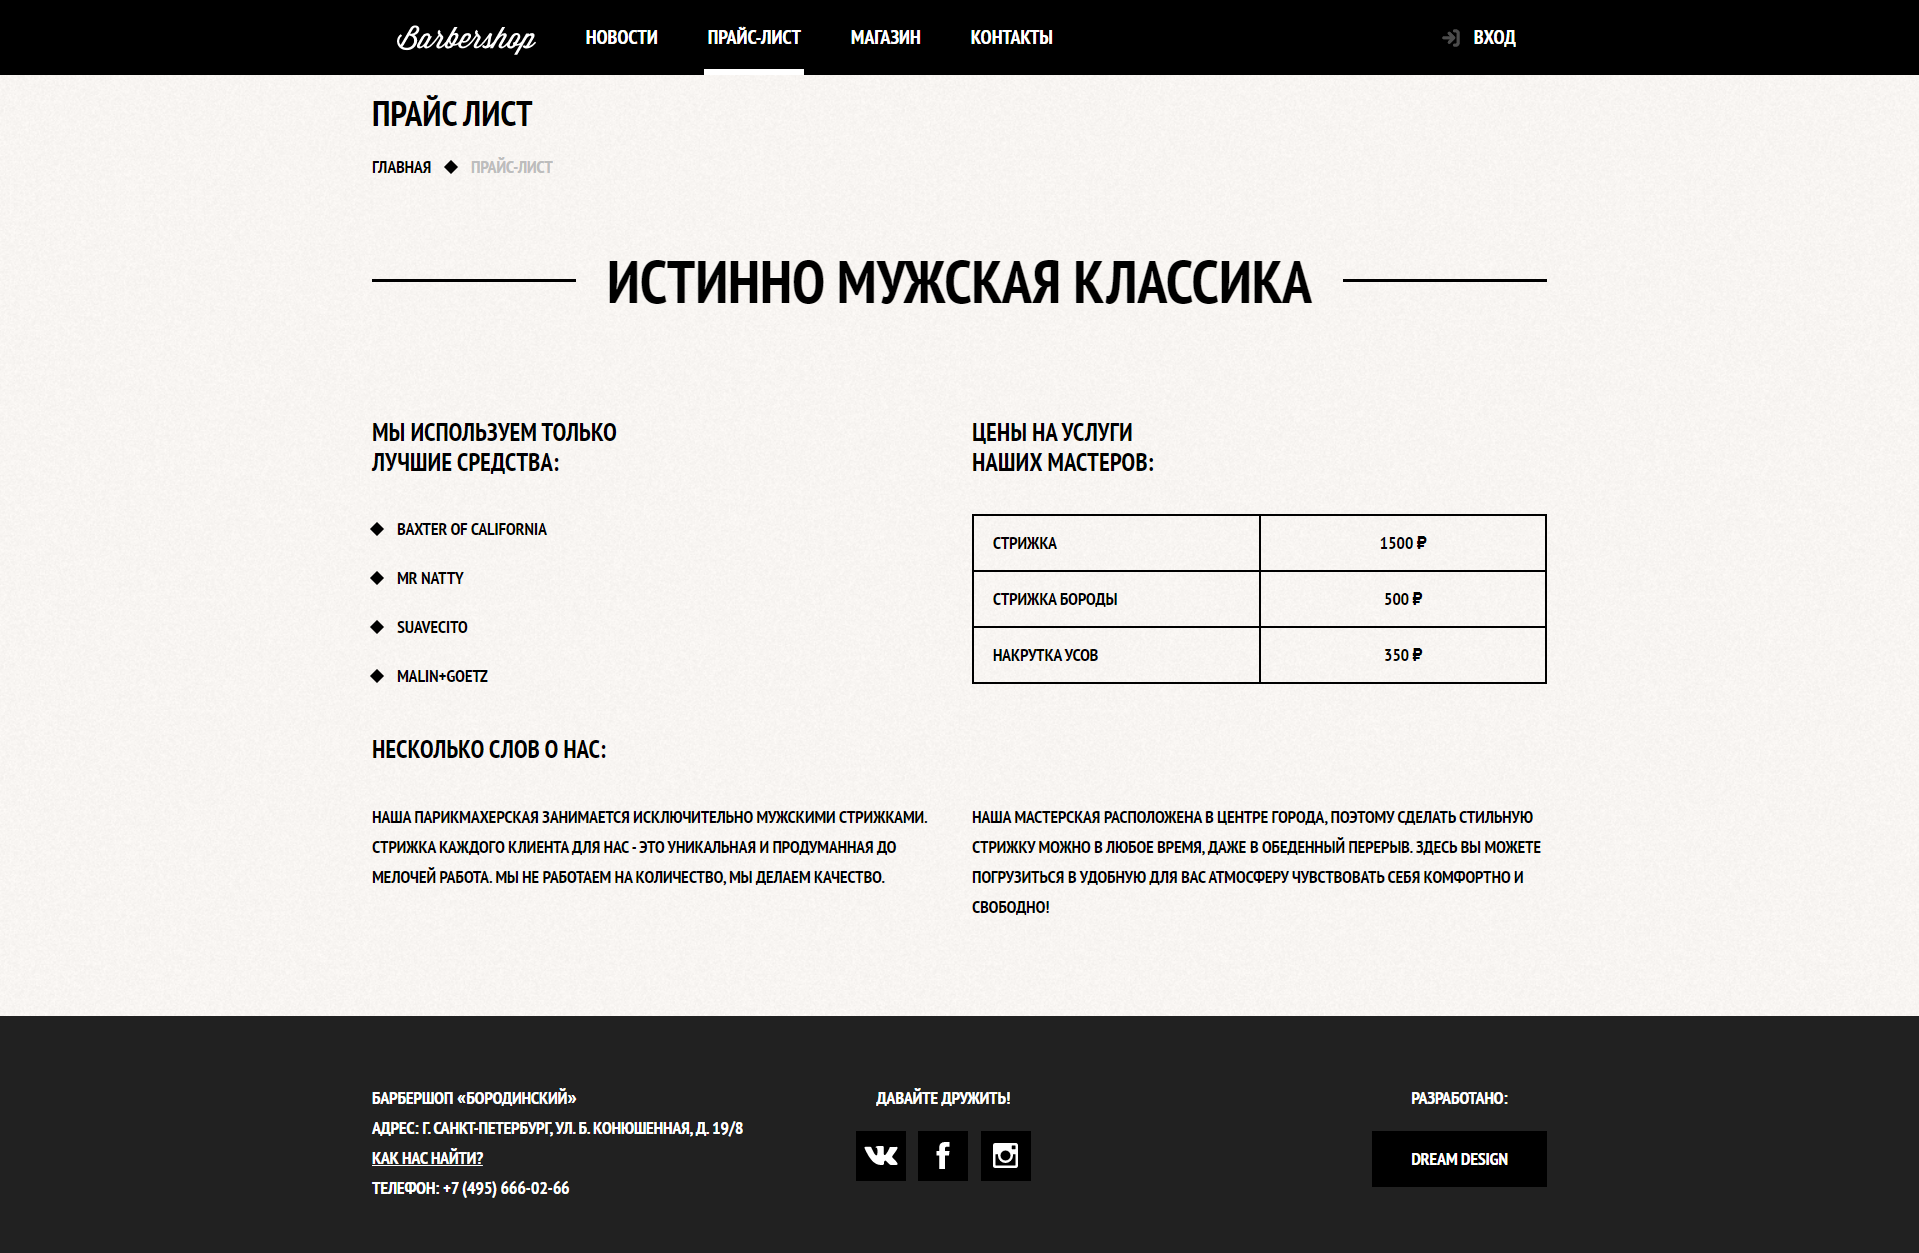 Barbershop
НОВОСТИ
ПРАЙС-ЛИСТ
МАГАЗИН
КОНТАКТЫ
ВХОД
ПРАЙС ЛИСТ
ГЛАВНАЯ ◆ ПРАЙС-ЛИСТ
ИСТИННО МУЖСКАЯ КЛАССИКА
МЫ ИСПОЛЬЗУЕМ ТОЛЬКО
ЛУЧШИЕ СРЕДСТВА:
BAXTER OF CALIFORNIA
MR NATTY
SUAVECITO
MALIN+GOETZ
ЦЕНЫ НА УСЛУГИ
НАШИХ МАСТЕРОВ:
СТРИЖКА 1500 ₽
СТРИЖКА БОРОДЫ 500 ₽
НАКРУТКА УСОВ 350 ₽
НЕСКОЛЬКО СЛОВ О НАС:
НАША ПАРИКМАХЕРСКАЯ ЗАНИМАЕТСЯ ИСКЛЮЧИТЕЛЬНО МУЖСКИМИ СТРИЖКАМИ.
СТРИЖКА КАЖДОГО КЛИЕНТА ДЛЯ НАС - ЭТО УНИКАЛЬНАЯ И ПРОДУМАННАЯ ДО
МЕЛОЧЕЙ РАБОТА. МЫ НЕ РАБОТАЕМ НА КОЛИЧЕСТВО, МЫ ДЕЛАЕМ КАЧЕСТВО.
НАША МАСТЕРСКАЯ РАСПОЛОЖЕНА В ЦЕНТРЕ ГОРОДА, ПОЭТОМУ СДЕЛАТЬ СТИЛЬНУЮ
СТРИЖКУ МОЖНО В ЛЮБОЕ ВРЕМЯ, ДАЖЕ В ОБЕДЕННЫЙ ПЕРЕРЫВ. ЗДЕСЬ ВЫ МОЖЕТЕ
ПОГРУЗИТЬСЯ В УДОБНУЮ ДЛЯ ВАС АТМОСФЕРУ ЧУВСТВОВАТЬ СЕБЯ КОМФОРТНО И
СВОБОДНО!
БАРБЕРШОП «БОРОДИНСКИЙ»
АДРЕС: Г. САНКТ-ПЕТЕРБУРГ, УЛ. Б. КОНЮШЕННАЯ, Д. 19/8
КАК НАС НАЙТИ?
ТЕЛЕФОН: +7 (495) 666-02-66
ДАВАЙТЕ ДРУЖИТЬ!
РАЗРАБОТАНО:
DREAM DESIGN